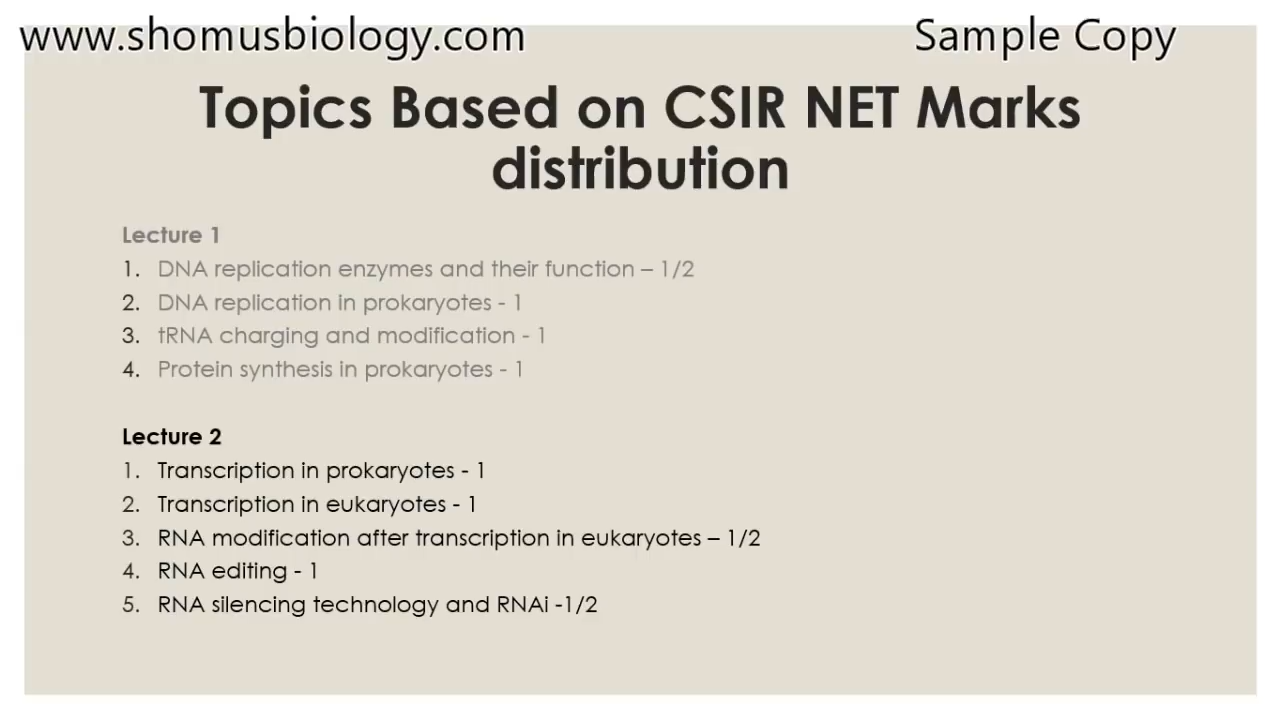 www.shomusbiology.com
Sample Copy
Topics Based on CSIR NET Marks
distribution
Lecture 1
1. DNA replication enzymes and their function – 1/2
2. DNA replication in prokaryotes - 1
3. tRNA charging and modification - 1
4. Protein synthesis in prokaryotes - 1
Lecture 2
1. Transcription in prokaryotes - 1
2. Transcription in eukaryotes - 1
3. RNA modification after transcription in eukaryotes – 1/2
4. RNA editing - 1
5. RNA silencing technology and RNAi -1/2